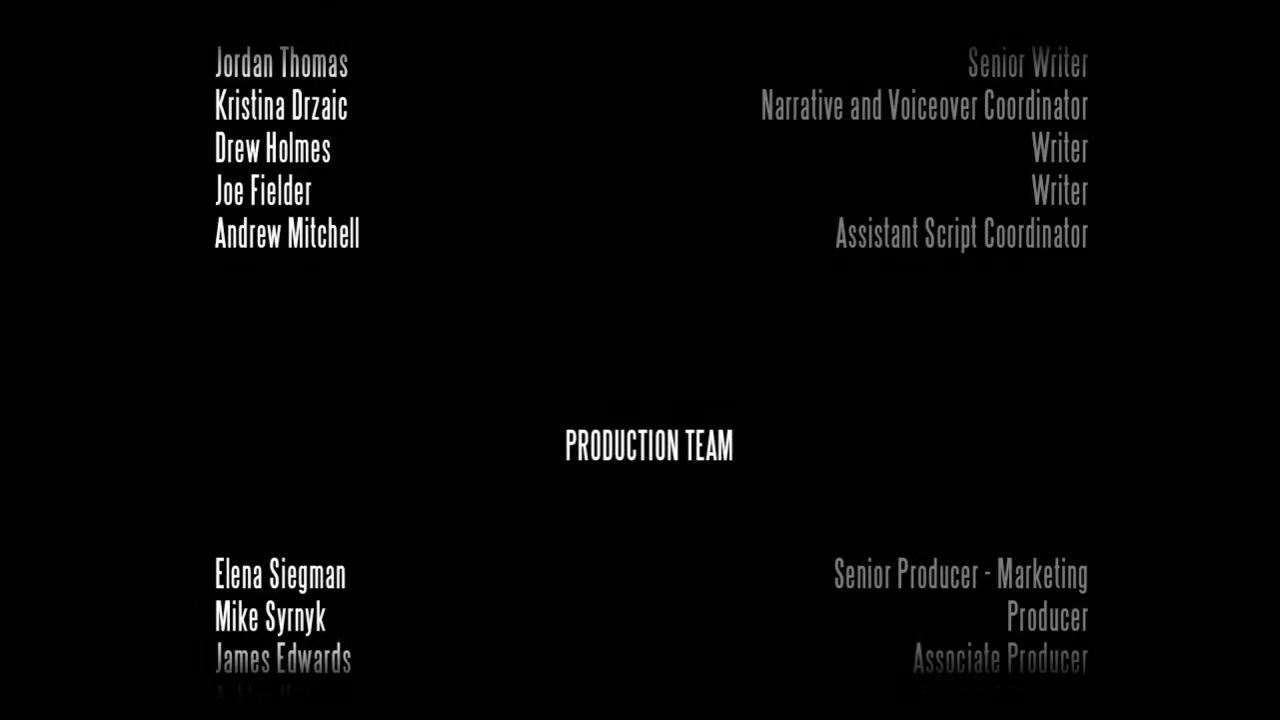 Jordan Thomas Senior Writer
Kristina Drzaic Narrative and Voiceover Coordinator
Drew Holmes Writer
Joe Fielder Writer
Andrew Mitchell Assistant Script Coordinator
PRODUCTION TEAM
Elena Siegman Senior Producer - Marketing
Mike Syrnyk Producer
James Edwards Associate Producer